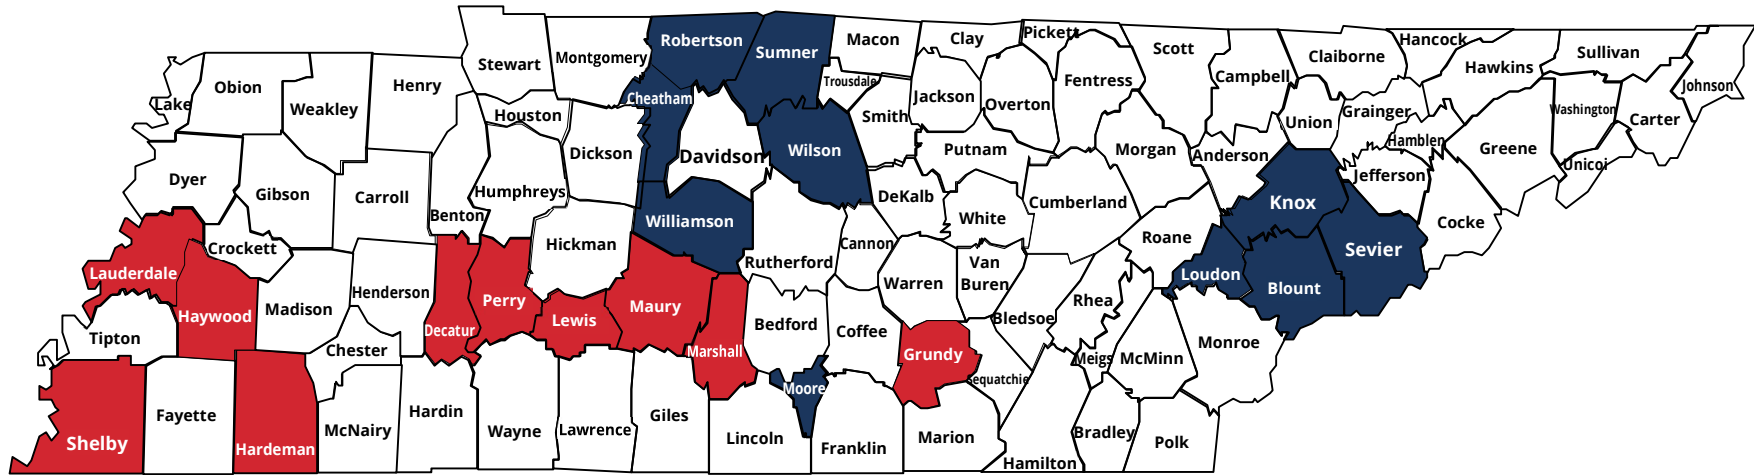 Pickett
Hancock
Clay
Macon
Robertson
Scott
Sumner
Sullivan
Claiborne
Montgomery
Stewart
Hawkins
Campbell
Fentress
Trousdale
Henry
Johnson
Obion
Jackson
Cheatham
Lake
Overton
Weakley
Washington
Grainger
Houston
Smith
Carter
Union
Hamblen
Greene
Putnam
Morgan
Wilson
Dickson
Davidson
Anderson
Unicoi
Jefferson
Dyer
Humphreys
Gibson
DeKalb
Carroll
Knox
Cumberland
Benton
White
Williamson
Cocke
Roane
Hickman
Cannon
Crockett
Sevier
Rutherford
Van
Buren
Lauderdale
Loudon
Warren
Blount
Henderson
Perry
Rhea
Maury
Madison
Haywood
Bledsoe
Lewis
Bedford
Decatur
Coffee
Tipton
Monroe
Chester
Marshall
Grundy
Meigs
McMinn
Sequatchie
Moore
Hardin
Fayette
Giles
Lawrence
McNairy
Wayne
Bradley
Lincoln
Marion
Polk
Shelby
Franklin
Hardeman
Hamilton